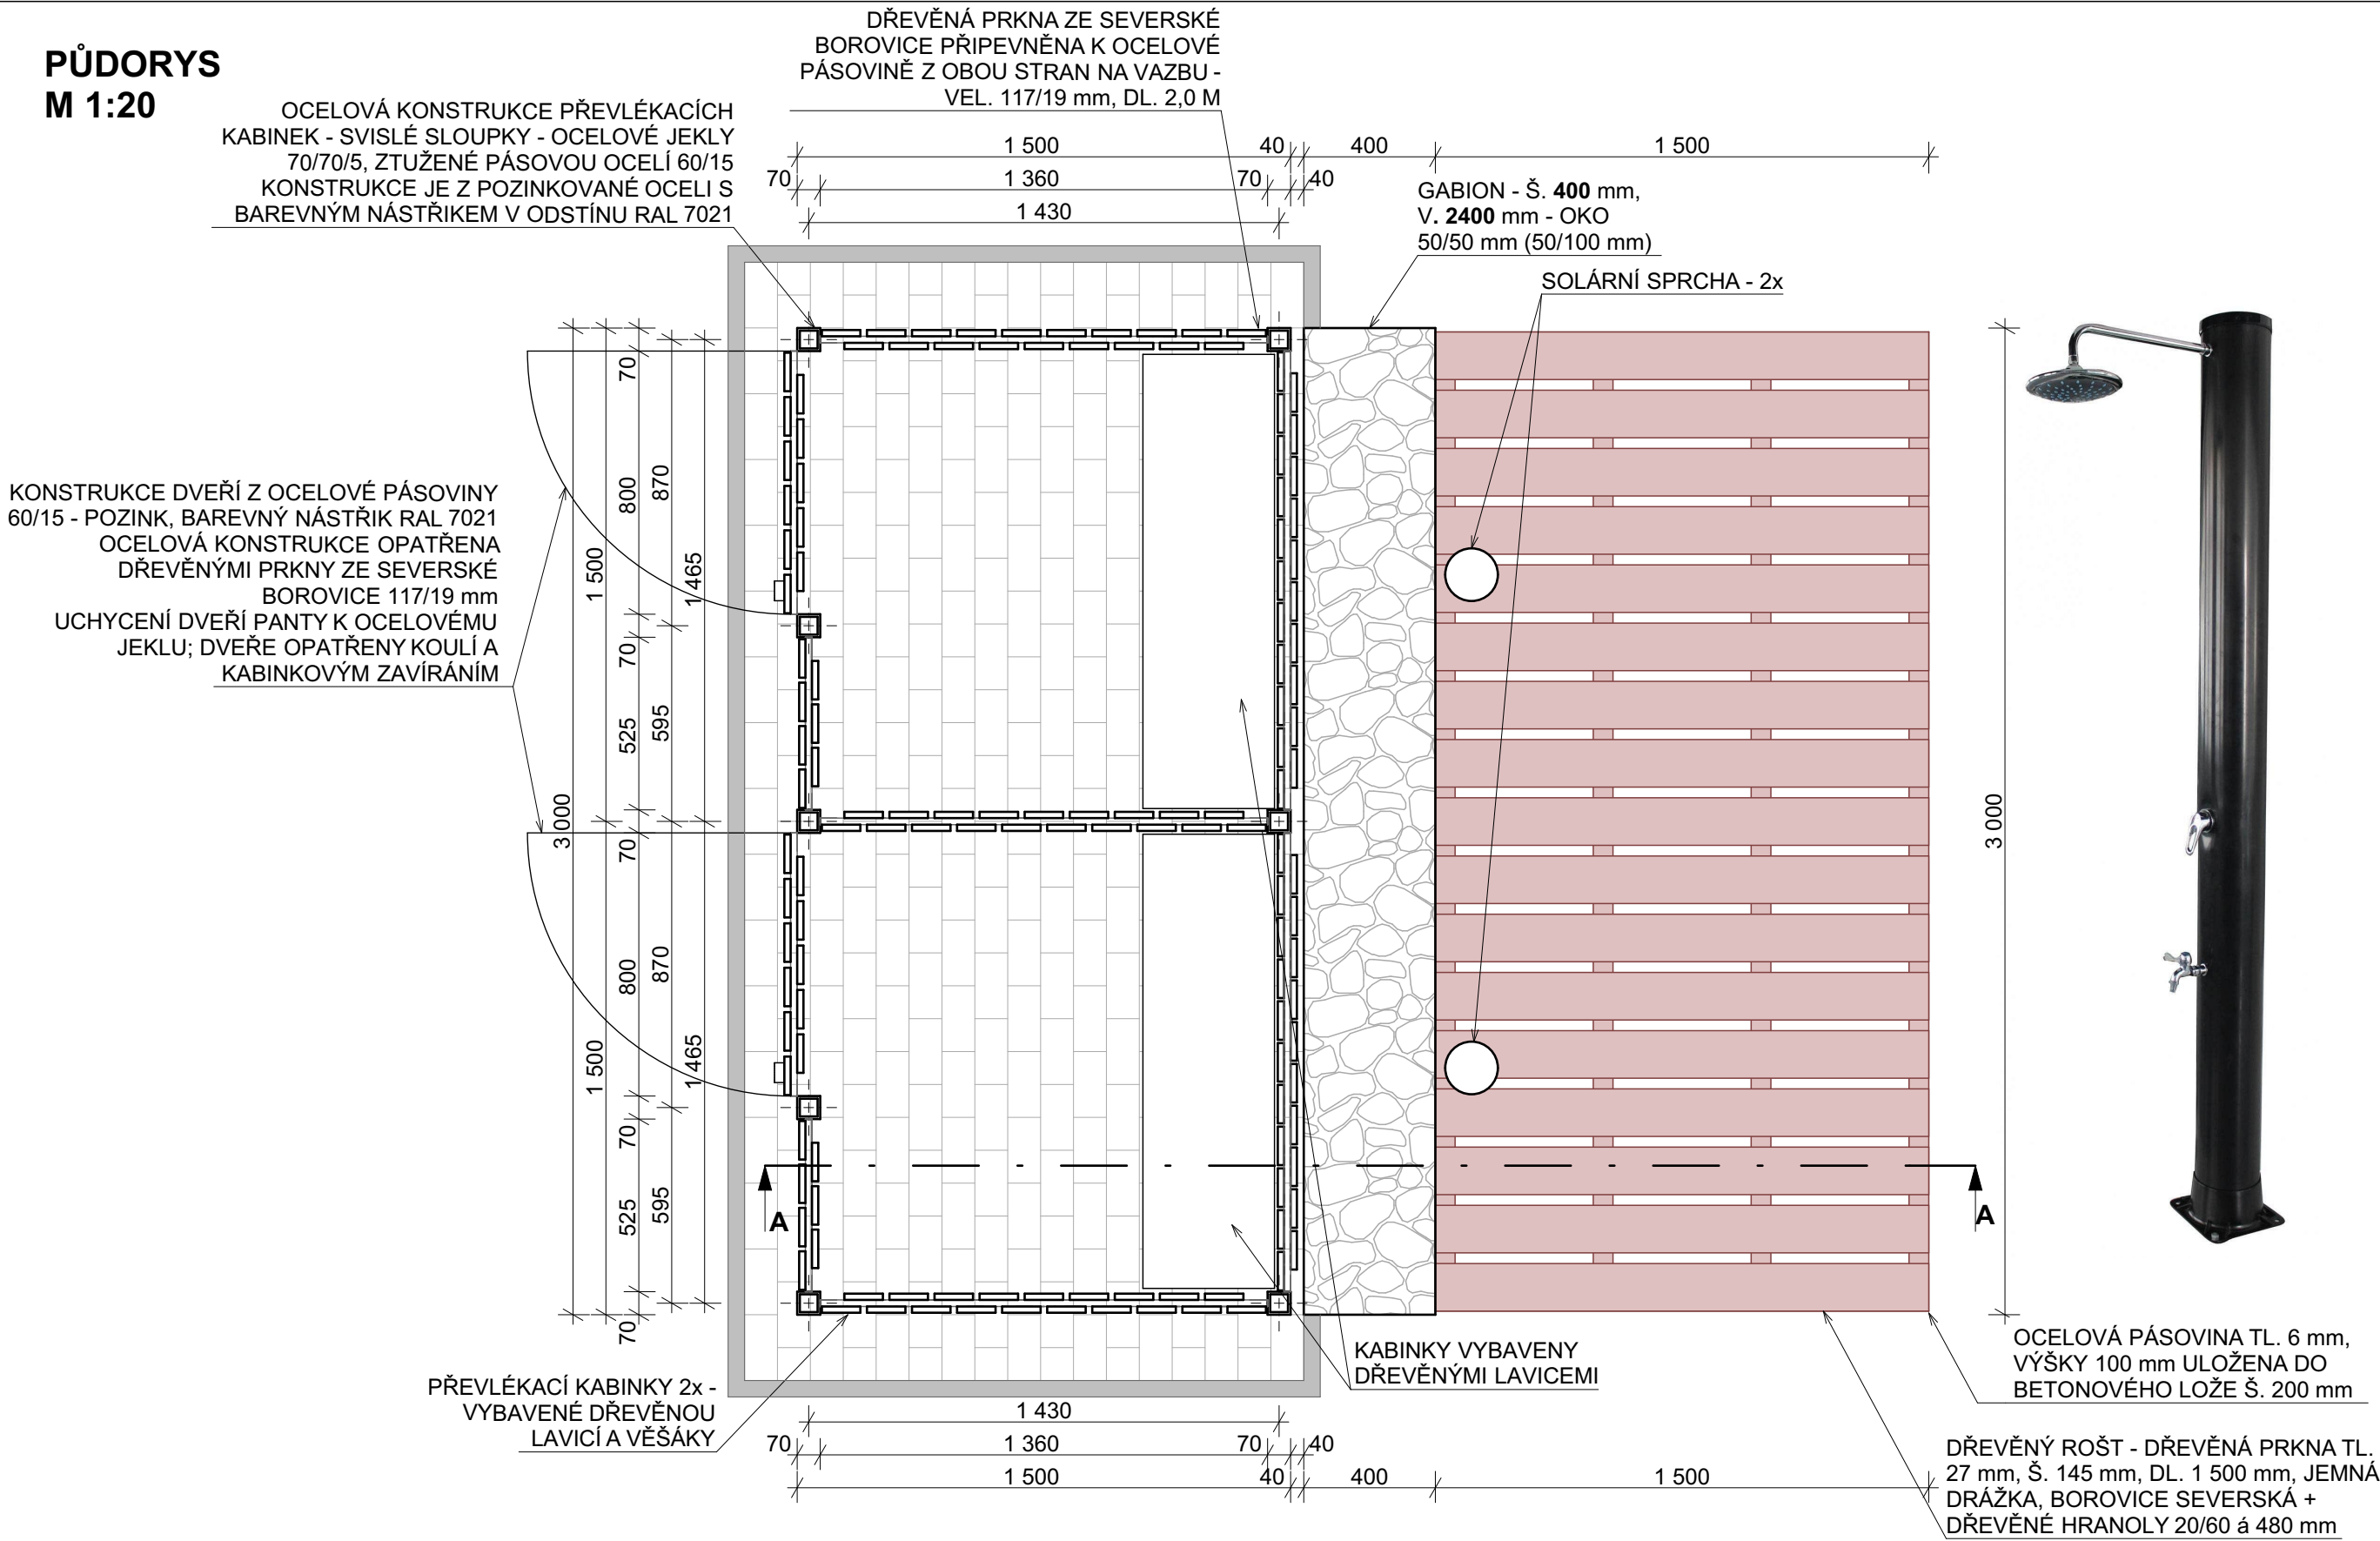 PŮDORYS
M 1:20
DŘEVĚNÁ PRKNA ZE SEVERSKÉ
BOROVICE PŘIPEVNĚNA K OCELOVÉ
PÁSOVINĚ Z OBOU STRAN NA VAZBU -
VEL. 117/19 mm, DL. 2,0 M
OCELOVÁ KONSTRUKCE PŘEVLÉKACÍCH
KABINEK - SVISLÉ SLOUPKY - OCELOVÉ JEKLY
70/70/5, ZTUŽENÉ PÁSOVOU OCELÍ 60/15
KONSTRUKCE JE Z POZINKOVANÉ OCELI S
BAREVNÝM NÁSTŘIKEM V ODSTÍNU RAL 7021
1 500
40
400
1 500
70
1 360
70
40
1 430
GABION - Š. 400 mm,
V. 2400 mm - OKO
50/50 mm (50/100 mm)
SOLÁRNÍ SPRCHA - 2x
KONSTRUKCE DVEŘÍ Z OCELOVÉ PÁSOVINY
60/15 - POZINK, BAREVNÝ NÁSTŘIK RAL 7021
OCELOVÁ KONSTRUKCE OPATŘENA
DŘEVĚNÝMI PRKNY ZE SEVERSKÉ
BOROVICE 117/19 mm
UCHYCENÍ DVEŘÍ PANTY K OCELOVÉMU
JEKLU; DVEŘE OPATŘENY KOULÍ A
KABINKOVÝM ZAVÍRÁNÍM
3 000
1 500
1 500
70
800
70
525
70
800
70
525
70
870
595
870
595
1 465
1 465
3 000
A
A
KABINKY VYBAVENY
DŘEVĚNÝMI LAVICEMI
PŘEVLÉKACÍ KABINKY 2x -
VYBAVENÉ DŘEVĚNOU
LAVICÍ A VĚŠÁKY
1 430
70
1 360
70
40
1 500
40
400
1 500
OCELOVÁ PÁSOVINA TL. 6 mm,
VÝŠKY 100 mm ULOŽENA DO
BETONOVÉHO LOŽE Š. 200 mm
DŘEVĚNÝ ROŠT - DŘEVĚNÁ PRKNA TL.
27 mm, Š. 145 mm, DL. 1 500 mm, JEMNÁ
DRÁŽKA, BOROVICE SEVERSKÁ +
DŘEVĚNÉ HRANOLY 20/60 á 480 mm